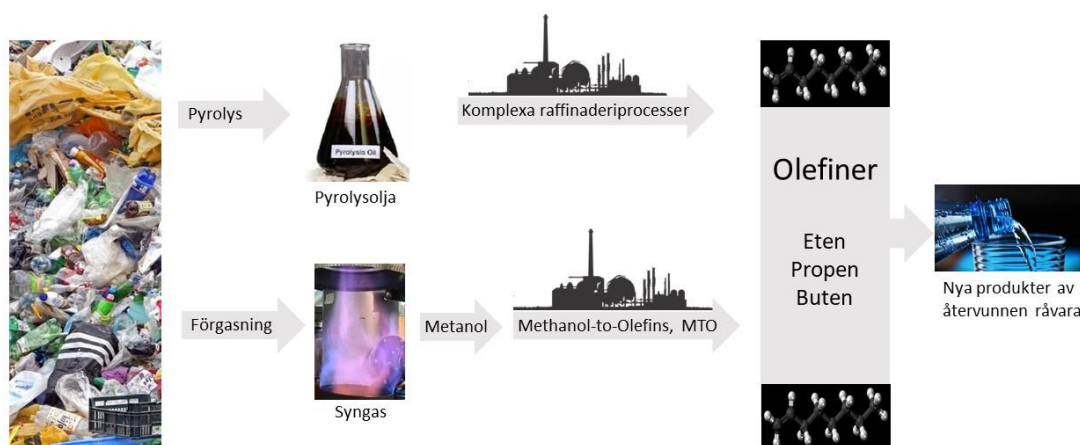 Pyrolys
Pyrolysis Oil
Pyrolysolja
Komplexa raffinaderiprocesser
Förgasning
Syngas
Metanol
Methanol-to-Olefins, MTO
Olefiner
Eten
Propen
Buten
Nya produkter av
återvunnen råvara